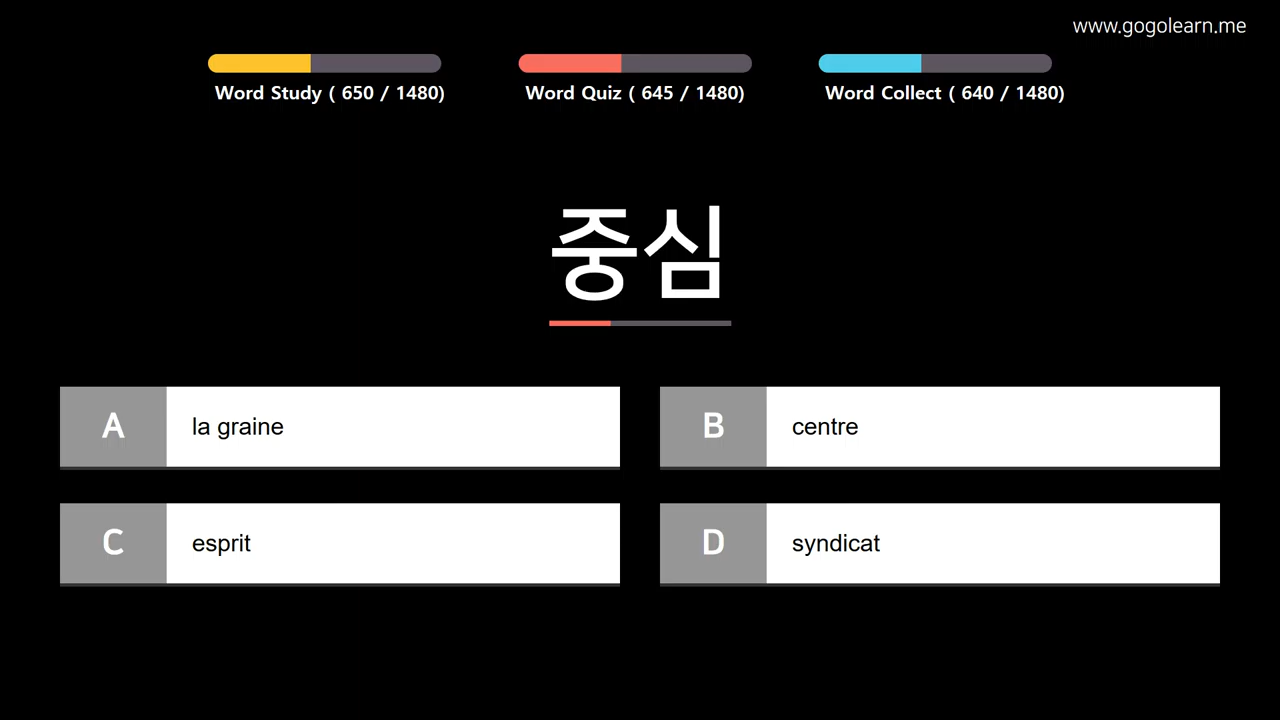 www.gogolearn.me
Word Study ( 650 / 1480)
Word Quiz ( 645 / 1480)
Word Collect ( 640 / 1480)
중심
A la graine
B centre
C esprit
D syndicat